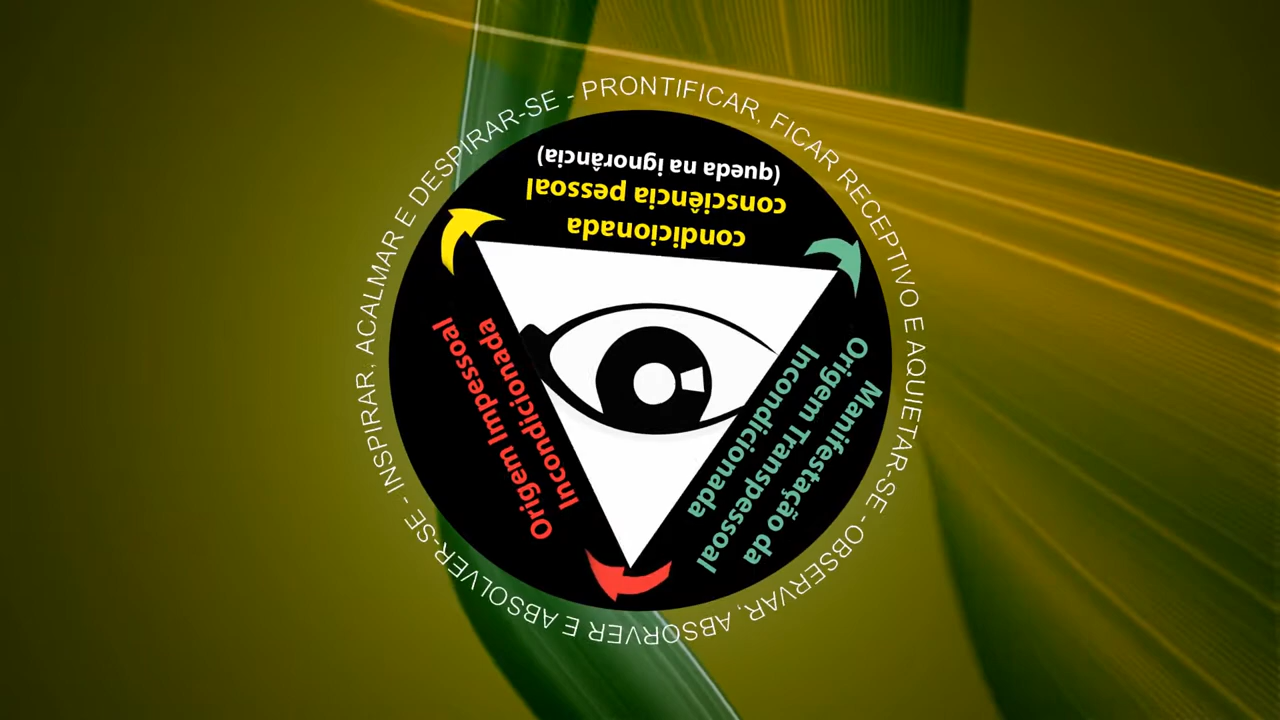 PRONTIFICAR, FICAR RECEPTIVO E AQUIETAR-SE - OBSERVAR, ABSORVER E ABSOLVER-SE - INSPIRAR, ACALMAR E DESPIRAR-SE -
condicionada
consciência pessoal
(queda na ignorância)
Manifestação da
Origem Transpessoal
Incondicionada
Origem Impessoal
Incondicionada